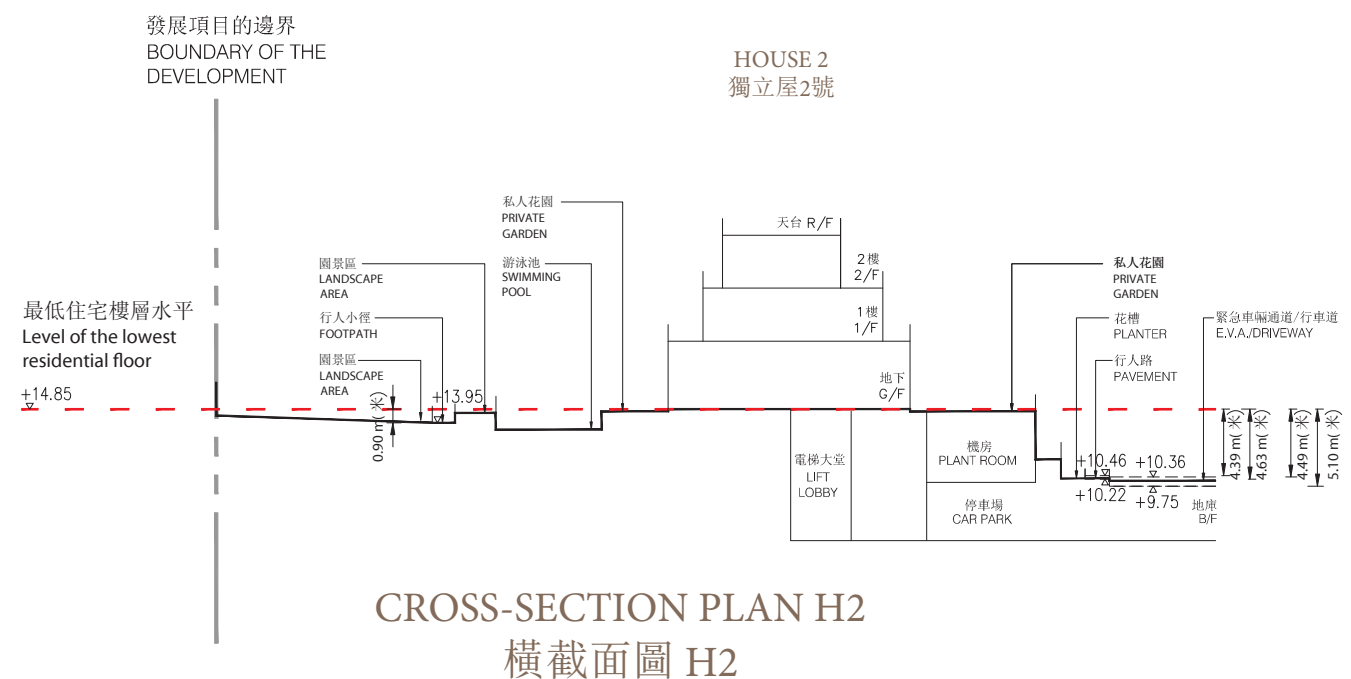 發展項目的邊界
BOUNDARY OF THE
DEVELOPMENT
HOUSE 2
獨立屋2號
私人花園
PRIVATE
GARDEN
天台 R/F
園景區
LANDSCAPE
AREA
游泳池
SWIMMING
POOL
2樓
2/F
私人花園
PRIVATE
GARDEN
最低住宅樓層水平
Level of the lowest
residential floor
行人小徑
FOOTPATH
1樓
1/F
花槽
PLANTER
緊急車輛通道/行車道
E.V.A./DRIVEWAY
園景區
LANDSCAPE
AREA
行人路
PAVEMENT
地下
G/F
+14.85
+13.95
0.90 m(米)
電梯大堂
LIFT
LOBBY
機房
PLANT ROOM
停車場
CAR PARK
+10.46
+10.36
+10.22
+9.75
地庫
B/F
4.39 m(米)
4.63 m(米)
4.49 m(米)
5.10 m(米)
CROSS-SECTION PLAN H2
橫截面圖 H2